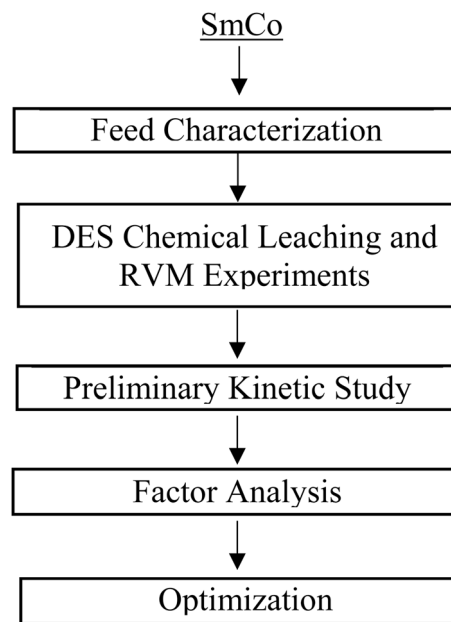 SmCo
Feed Characterization
DES Chemical Leaching and
RVM Experiments
Preliminary Kinetic Study
Factor Analysis
Optimization